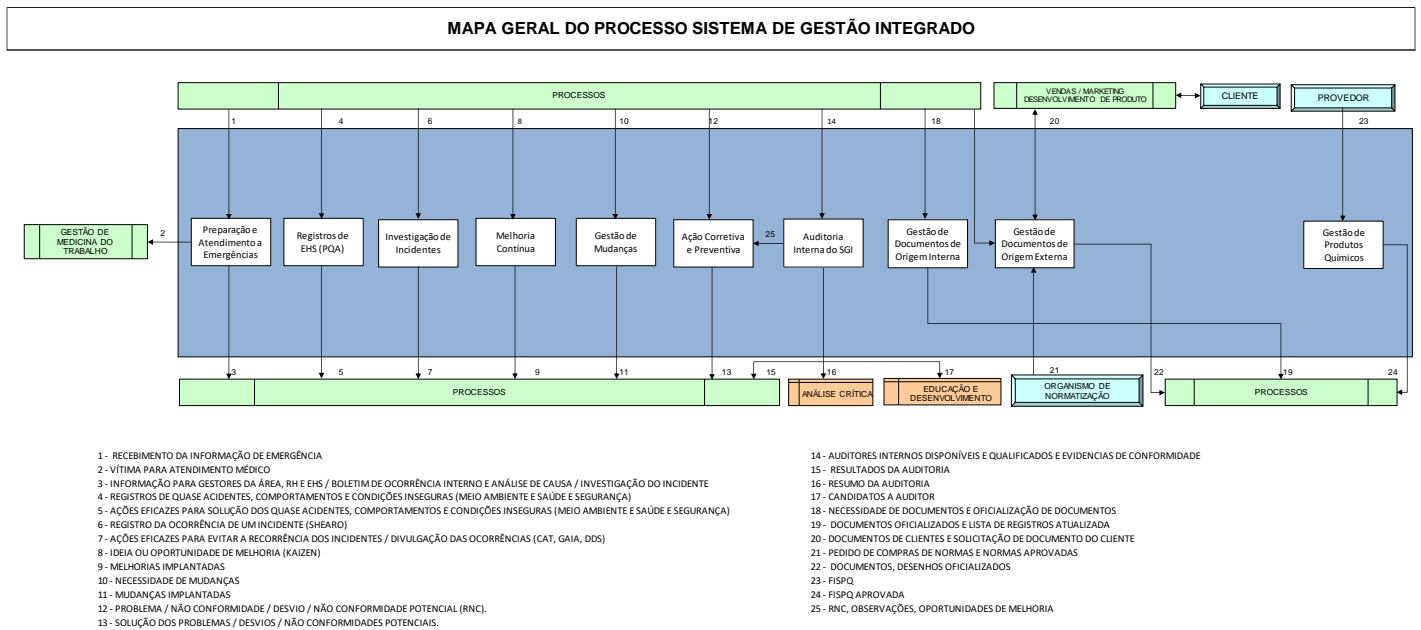 MAPA GERAL DO PROCESSO SISTEMA DE GESTÃO INTEGRADO
PROCESSOS
VENDAS / MARKETING
DESENVOLVIMENTO DE PRODUTO
CLIENTE
PROVEDOR
1
4
6
8
10
12
14
18
20
23
GESTÃO DE
MEDICINA DO
TRABALHO
2
Preparação e
Atendimento a
Emergências
Registros de
EHS (PQA)
Investigação de
Incidentes
Melhoria
Contínua
Gestão de
Mudanças
Ação Corretiva
e Preventiva
25
Auditoria
Interna do SGI
Gestão de
Documentos de
Origem Interna
Gestão de
Documentos de
Origem Externa
Gestão de
Produtos
Químicos
3
5
7
9
11
13
15
16
17
21
22
19
24
PROCESSOS
ANÁLISE CRÍTICA
EDUCAÇÃO E
DESENVOLVIMENTO
ORGANISMO DE
NORMATIZAÇÃO
PROCESSOS
1 - RECEBIMENTO DA INFORMAÇÃO DE EMERGÊNCIA
2 - VÍTIMA PARA ATENDIMENTO MÉDICO
3 - INFORMAÇÃO PARA GESTORES DA ÁREA, RH E EHS / BOLETIM DE OCORRÊNCIA INTERNO E ANÁLISE DE CAUSA / INVESTIGAÇÃO DO INCIDENTE
4 - REGISTROS DE QUASE ACIDENTES, COMPORTAMENTOS E CONDIÇÕES INSEGURAS (MEIO AMBIENTE E SAÚDE E SEGURANÇA)
5 - AÇÕES EFICAZES PARA SOLUÇÃO DOS QUASE ACIDENTES, COMPORTAMENTOS E CONDIÇÕES INSEGURAS (MEIO AMBIENTE E SAÚDE E SEGURANÇA)
6 - REGISTRO DA OCORRÊNCIA DE UM INCIDENTE (SHEARO)
7 - AÇÕES EFICAZES PARA EVITAR A RECORRÊNCIA DOS INCIDENTES / DIVULGAÇÃO DAS OCORRÊNCIAS (CAT, GAIA, DDS)
8 - IDEIA OU OPORTUNIDADE DE MELHORIA (KAIZEN)
9 - MELHORIAS IMPLANTADAS
10 - NECESSIDADE DE MUDANÇAS
11 - MUDANÇAS IMPLANTADAS
12 - PROBLEMA / NÃO CONFORMIDADE / DESVIO / NÃO CONFORMIDADE POTENCIAL (RNC).
13 - SOLUÇÃO DOS PROBLEMAS / DESVIOS / NÃO CONFORMIDADES POTENCIAIS.
14 - AUDITORES INTERNOS DISPONÍVEIS E QUALIFICADOS E EVIDENCIAS DE CONFORMIDADE
15 - RESULTADOS DA AUDITORIA
16 - RESUMO DA AUDITORIA
17 - CANDIDATOS A AUDITOR
18 - NECESSIDADE DE DOCUMENTOS E OFICIALIZAÇÃO DE DOCUMENTOS
19 - DOCUMENTOS OFICIALIZADOS E LISTA DE REGISTROS ATUALIZADA
20 - DOCUMENTOS DE CLIENTES E SOLICITAÇÃO DE DOCUMENTO DO CLIENTE
21 - PEDIDO DE COMPRAS DE NORMAS E NORMAS APROVADAS
22 - DOCUMENTOS, DESENHOS OFICIALIZADOS
23 - FISPQ
24 - FISPQ APROVADA
25 - RNC, OBSERVAÇÕES, OPORTUNIDADES DE MELHORIA